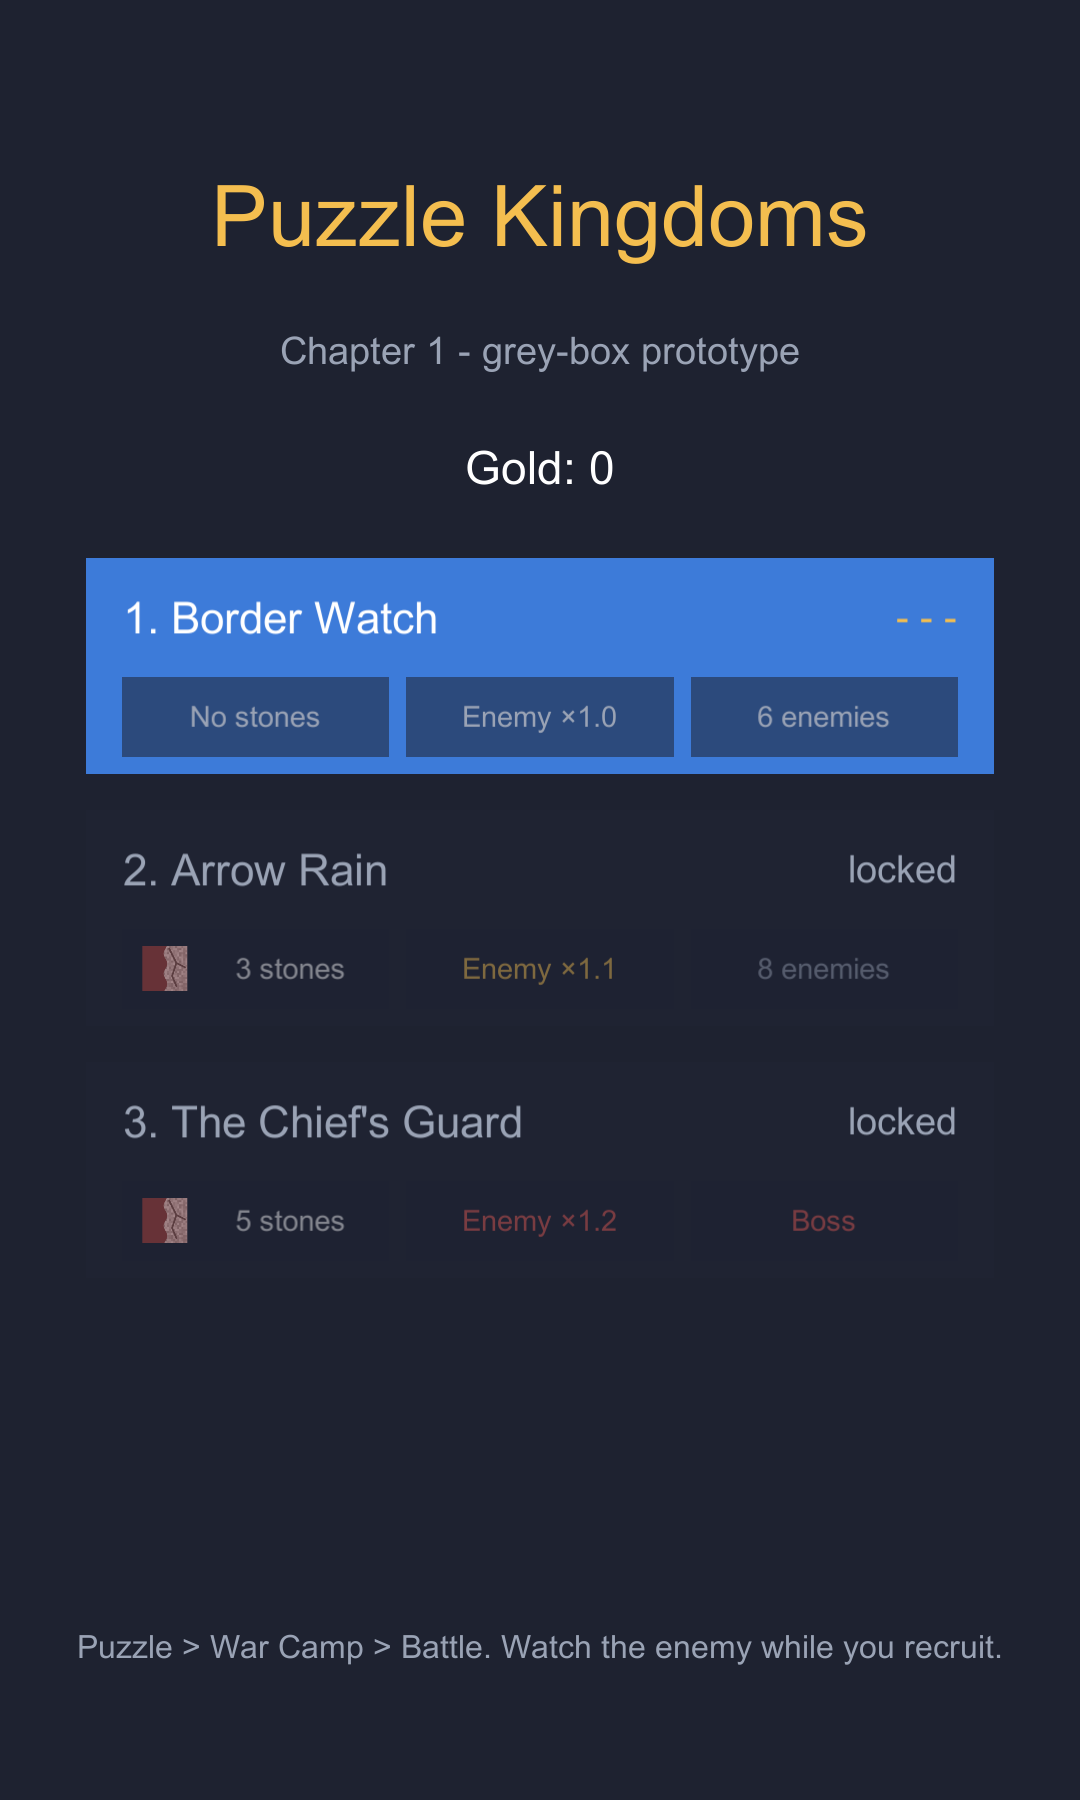 Puzzle Kingdoms
Chapter 1 - grey-box prototype
Gold: 0
1. Border Watch - - -
No stones Enemy ×1.0 6 enemies
2. Arrow Rain locked
3 stones Enemy ×1.1 8 enemies
3. The Chief's Guard locked
5 stones Enemy ×1.2 Boss
Puzzle > War Camp > Battle. Watch the enemy while you recruit.